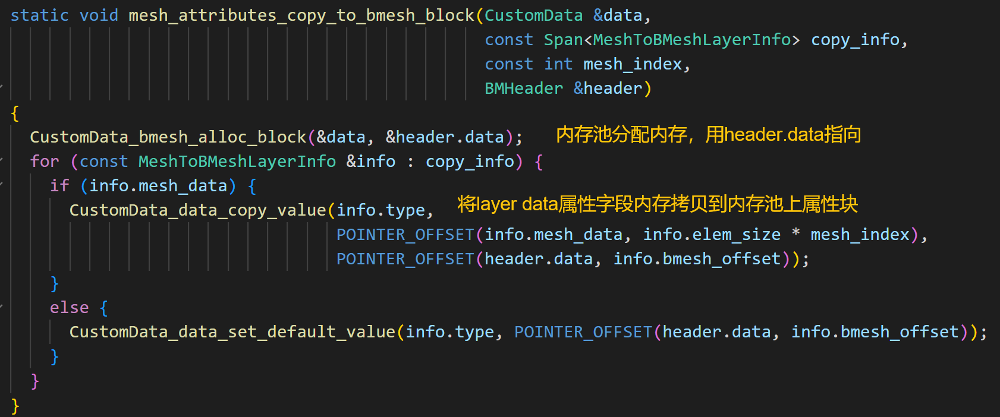 static void mesh_attributes_copy_to_bmesh_block(CustomData &data,
const Span<MeshToBMeshLayerInfo> copy_info,
const int mesh_index,
BMHeader &header)
{
CustomData_bmesh_alloc_block(&data, &header.data); 内存池分配内存，用header.data指向
for (const MeshToBMeshLayerInfo &info : copy_info) {
if (info.mesh_data) {
CustomData_data_copy_value(info.type, 将layer data属性字段内存拷贝到内存池上属性块
POINTER_OFFSET(info.mesh_data, info.elem_size * mesh_index),
POINTER_OFFSET(header.data, info.bmesh_offset));
}
else {
CustomData_data_set_default_value(info.type, POINTER_OFFSET(header.data, info.bmesh_offset));
}
}
}